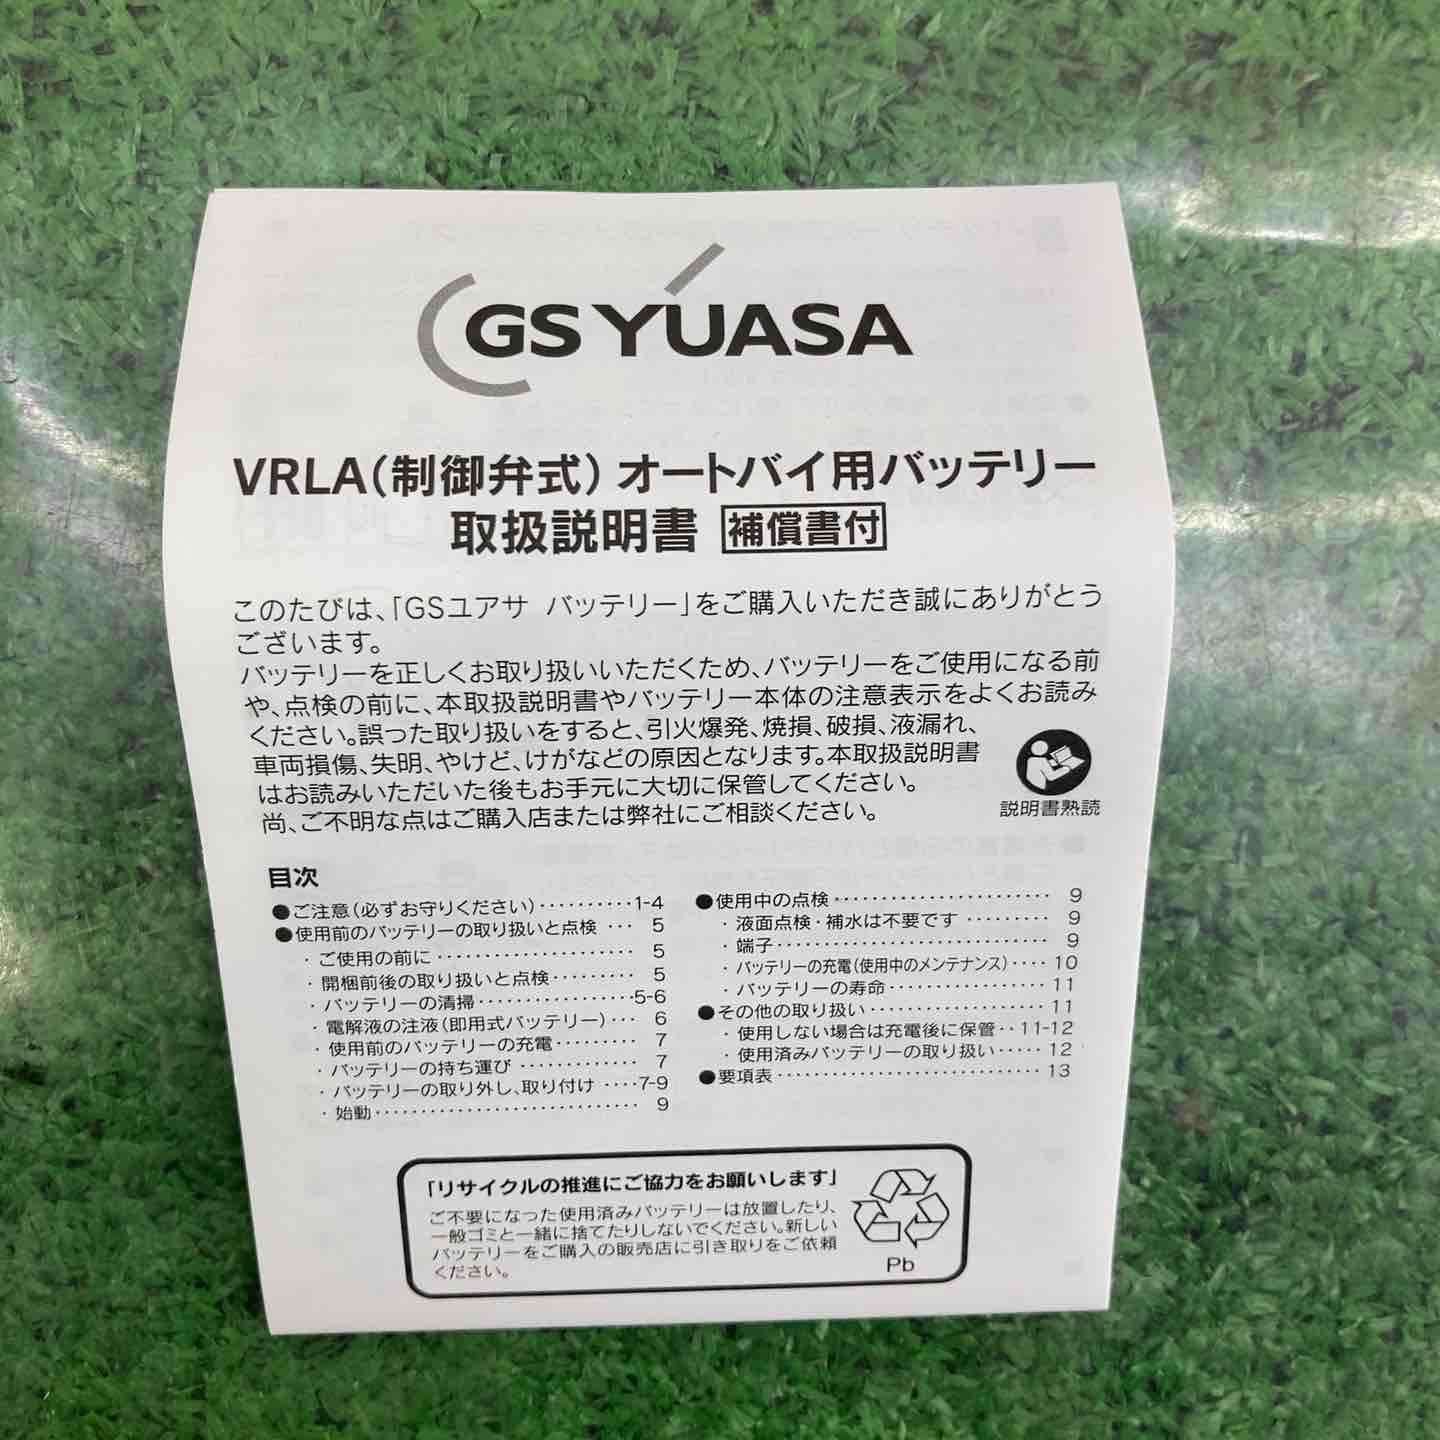 GS YUASA
VRLA(制御弁式) オートバイ用バッテリー
取扱説明書 補償書付
このたびは、「GSユアサ バッテリー」をご購入いただき誠にありがとう
ございます。
バッテリーを正しくお取り扱いいただくため、バッテリーをご使用になる前
や、点検の前に、本取扱説明書やバッテリー本体の注意表示をよくお読み
ください。誤った取り扱いをすると、引火爆発、焼損、破損、液漏れ、
車両損傷、失明、やけど、けがなどの原因となります。本取扱説明書
はお読みいただいた後もお手元に大切に保管してください。
尚、ご不明な点はご購入店または弊社にご相談ください。
説明書熟読
目次
●ご注意(必ずお守りください)··········1-4
●使用前のバッテリーの取り扱いと点検 ··· 5
・ご使用の前に····················· 5
・開梱前後の取り扱いと点検········· 5
・バッテリーの清掃·················5-6
・電解液の注液(即用式バッテリー)··· 6
・使用前のバッテリーの充電········· 7
・バッテリーの持ち運び············· 7
・バッテリーの取り外し、取り付け ····7-9
・始動····························· 9
●使用中の点検······················· 9
・液面点検・補水は不要です ········· 9
・端子····························· 9
・バッテリーの充電(使用中のメンテナンス)···· 10
・バッテリーの寿命················· 11
●その他の取り扱い··················· 11
・使用しない場合は充電後に保管··11-12
・使用済みバッテリーの取り扱い····· 12
●要項表····························· 13
「リサイクルの推進にご協力をお願いします」
ご不要になった使用済みバッテリーは放置したり、
一般ゴミと一緒に捨てたりしないでください。新しい
バッテリーをご購入の販売店に引き取りをご依頼
ください。
Pb